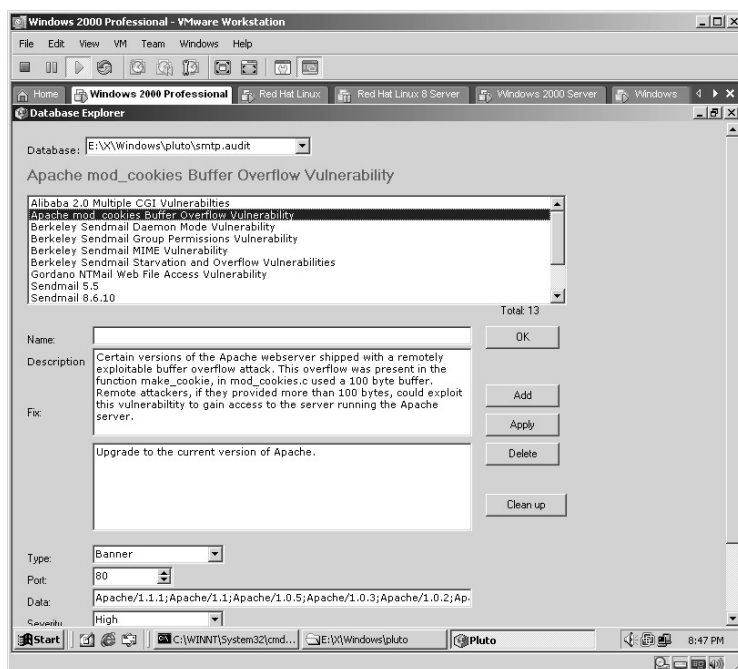 Windows 2000 Professional - VMware Workstation
File Edit View VM Team Windows Help
Home Windows 2000 Professional Red Hat Linux Red Hat Linux 8 Server Windows 2000 Server Windows
Database Explorer
Database: E:\X\Windows\pluto\smtp.audit
Apache mod_cookies Buffer Overflow Vulnerability
Alibaba 2.0 Multiple CGI Vulnerabilties
Apache mod_cookies Buffer Overflow Vulnerability
Berkeley Sendmail Daemon Mode Vulnerability
Berkeley Sendmail Group Permissions Vulnerability
Berkeley Sendmail MIME Vulnerability
Berkeley Sendmail Starvation and Overflow Vulnerabilities
Gordano NTMail Web File Access Vulnerability
Sendmail 5.5
Sendmail 8.6.10
Total: 13
Name:
OK
Description
Certain versions of the Apache webserver shipped with a remotely
exploitable buffer overflow attack. This overflow was present in the
function make_cookie, in mod_cookies.c used a 100 byte buffer.
Remote attackers, if they provided more than 100 bytes, could exploit
this vulnerabiltity to gain access to the server running the Apache
server.
Add
Fix:
Apply
Upgrade to the current version of Apache.
Delete
Clean up
Type: Banner
Port: 80
Data: Apache/1.1.1;Apache/1.1;Apache/1.0.5;Apache/1.0.3;Apache/1.0.2;Ap
Severity High
Start C:\WINNT\System32\cmd... E:\X\Windows\pluto Pluto 8:47 PM